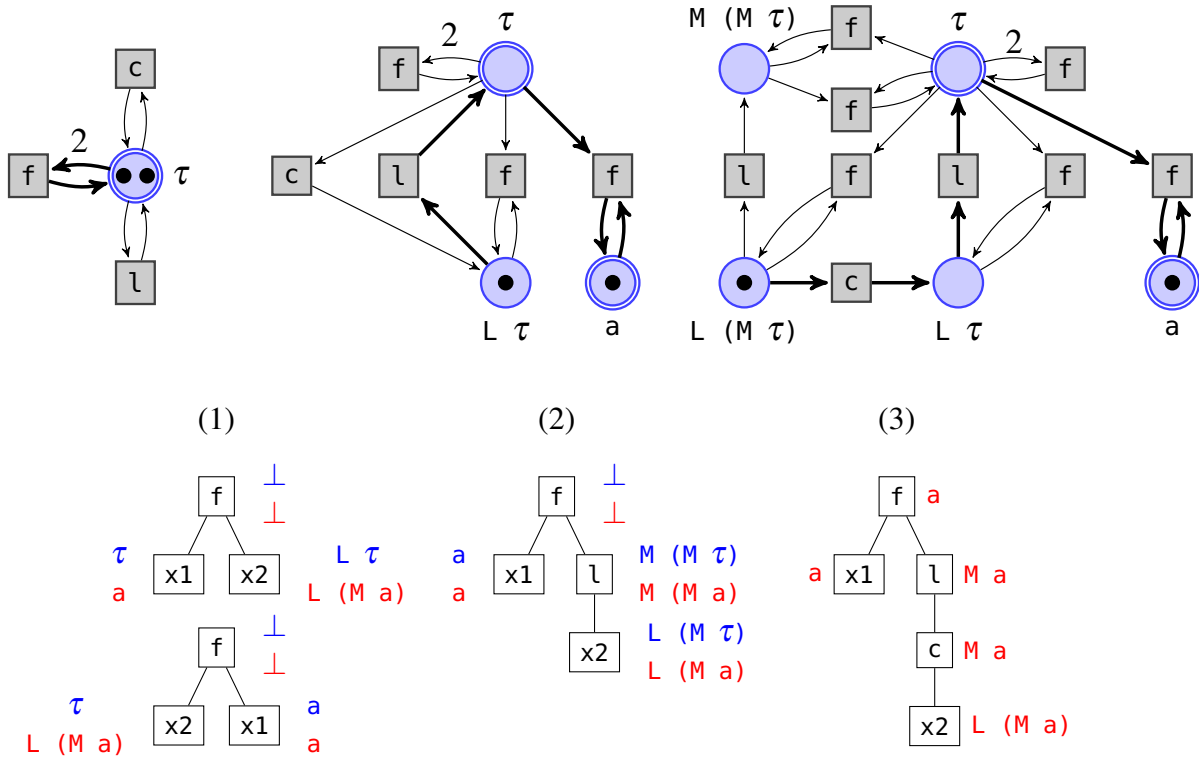 M (M τ) τ
τ
2 f 2
f f
c
f
2
f τ c l f f l f l f f
l
L τ a L (M τ) c L τ a
(1) (2) (3)
f ⊥ f ⊥ f a
⊥ ⊥
τ x1 x2 L τ a x1 l M (M τ) a x1 l M a
a L (M a) a M (M a)
f ⊥ x2 L (M τ) c M a
⊥ L (M a)
τ x2 x1 a x2 L (M a)
L (M a) a